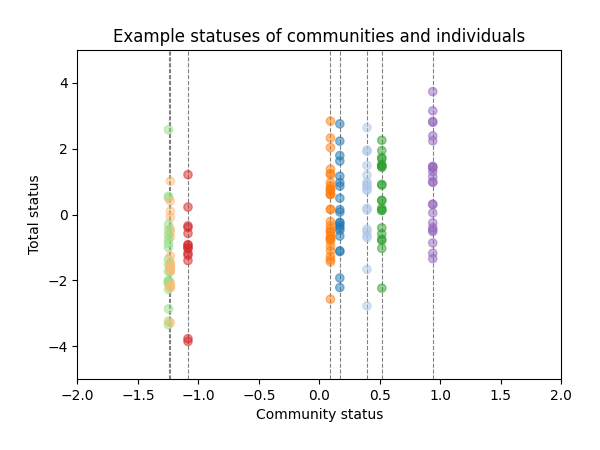 Example statuses of communities and individuals
Total status
4
2
0
−2
−4
−2.0 −1.5 −1.0 −0.5 0.0 0.5 1.0 1.5 2.0
Community status